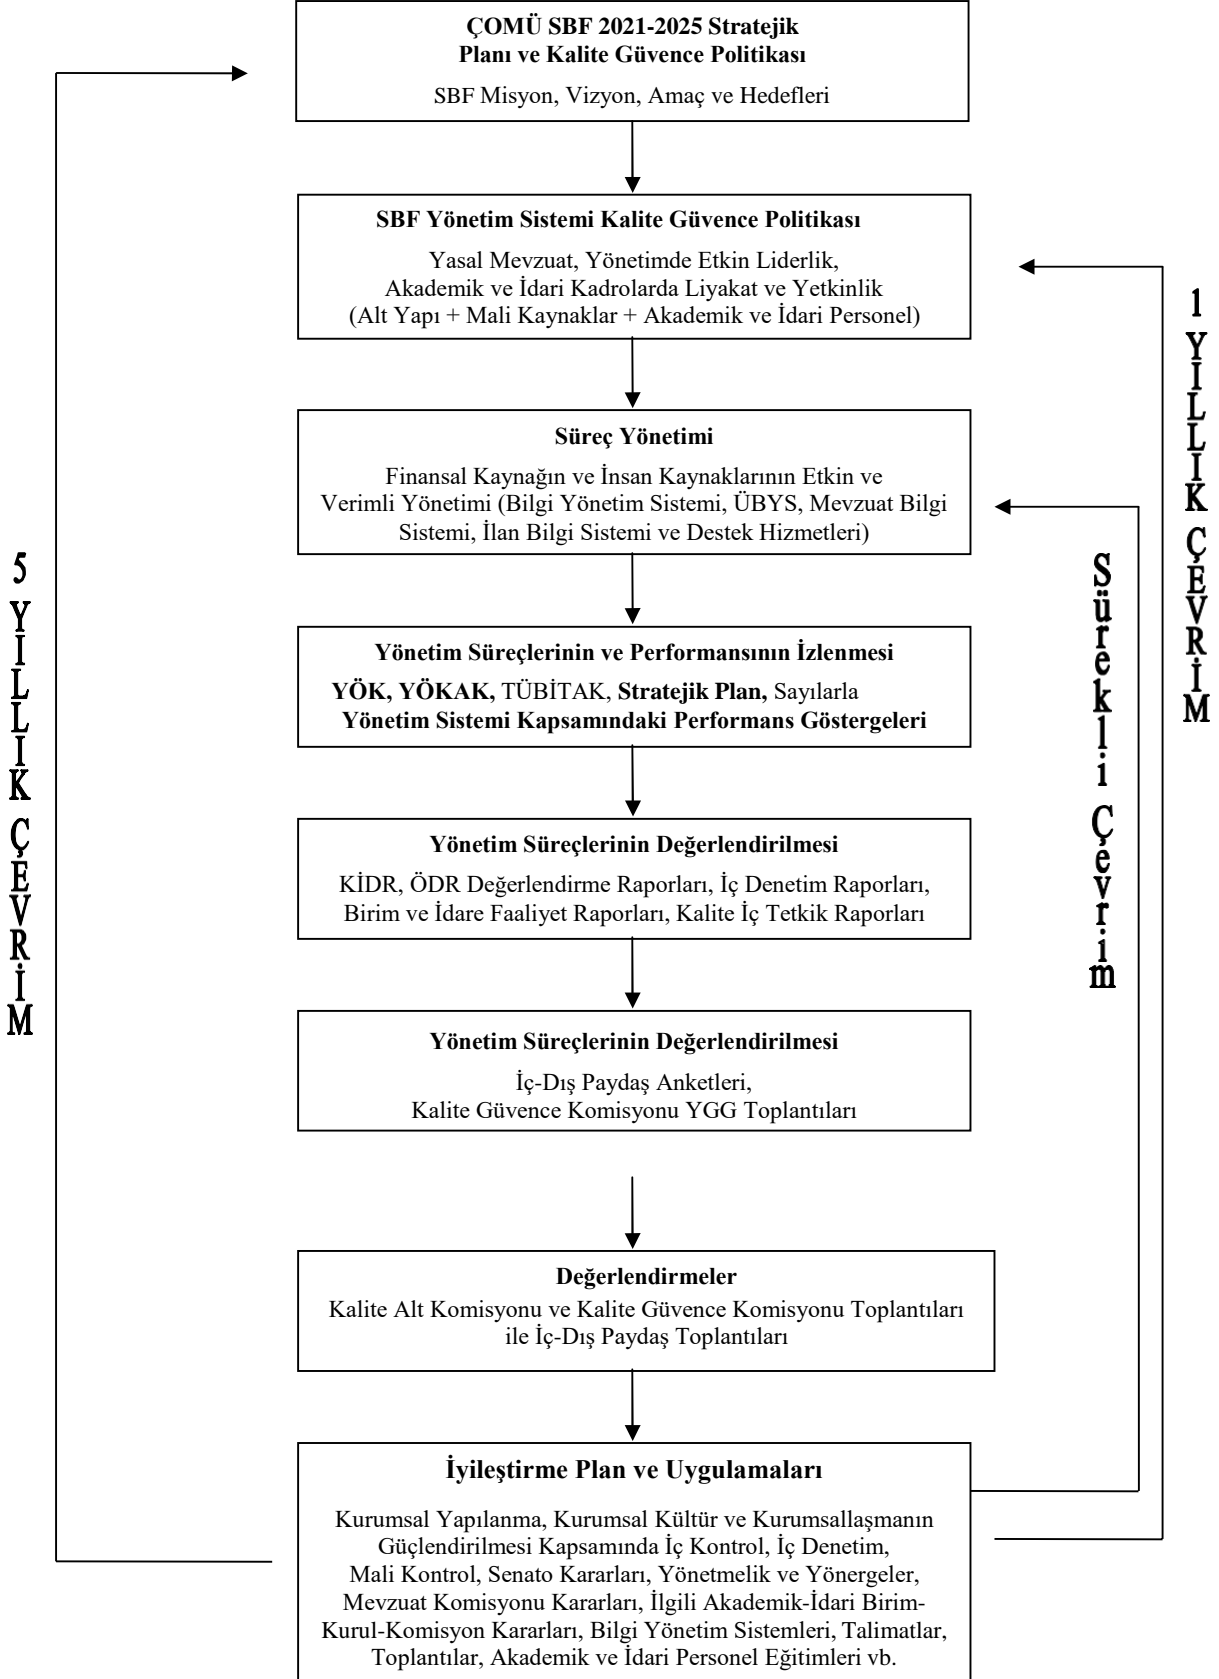 ÇOMÜ SBF 2021-2025 Stratejik
Planı ve Kalite Güvence Politikası
SBF Misyon, Vizyon, Amaç ve Hedefleri
SBF Yönetim Sistemi Kalite Güvence Politikası
Yasal Mevzuat, Yönetimde Etkin Liderlik,
Akademik ve İdari Kadrolarda Liyakat ve Yetkinlik
(Alt Yapı + Mali Kaynaklar + Akademik ve İdari Personel)
Süreç Yönetimi
Finansal Kaynağın ve İnsan Kaynaklarının Etkin ve
Verimli Yönetimi (Bilgi Yönetim Sistemi, ÜBYS, Mevzuat Bilgi
Sistemi, İlan Bilgi Sistemi ve Destek Hizmetleri)
Yönetim Süreçlerinin ve Performansının İzlenmesi
YÖK, YÖKAK, TÜBİTAK, Stratejik Plan, Sayılarla
Yönetim Sistemi Kapsamındaki Performans Göstergeleri
Yönetim Süreçlerinin Değerlendirilmesi
KİDR, ÖDR Değerlendirme Raporları, İç Denetim Raporları,
Birim ve İdare Faaliyet Raporları, Kalite İç Tetkik Raporları
Yönetim Süreçlerinin Değerlendirilmesi
İç-Dış Paydaş Anketleri,
Kalite Güvence Komisyonu YGG Toplantıları
Değerlendirmeler
Kalite Alt Komisyonu ve Kalite Güvence Komisyonu Toplantıları
ile İç-Dış Paydaş Toplantıları
İyileştirme Plan ve Uygulamaları
Kurumsal Yapılanma, Kurumsal Kültür ve Kurumsallaşmanın
Güçlendirilmesi Kapsamında İç Kontrol, İç Denetim,
Mali Kontrol, Senato Kararları, Yönetmelik ve Yönergeler,
Mevzuat Komisyonu Kararları, İlgili Akademik-İdari Birim-
Kurul-Komisyon Kararları, Bilgi Yönetim Sistemleri, Talimatlar,
Toplantılar, Akademik ve İdari Personel Eğitimleri vb.
5 YILLIK ÇEVRİM
Sürekli Çevrim
1 YILLIK ÇEVRİM